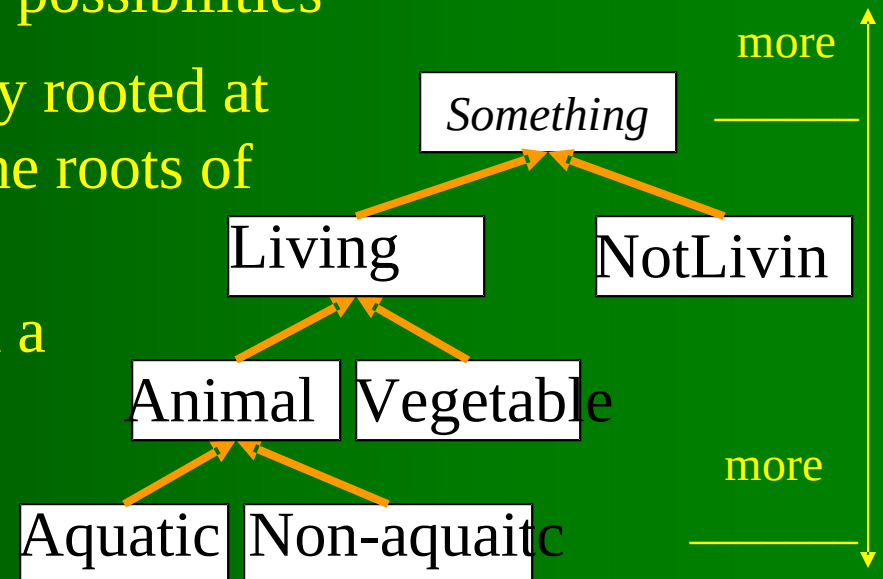 possibilities
more
y rooted at
Something
ne roots of
Living
NotLivin
a
Animal
Vegetable
more
Aquatic
Non-aquaitc